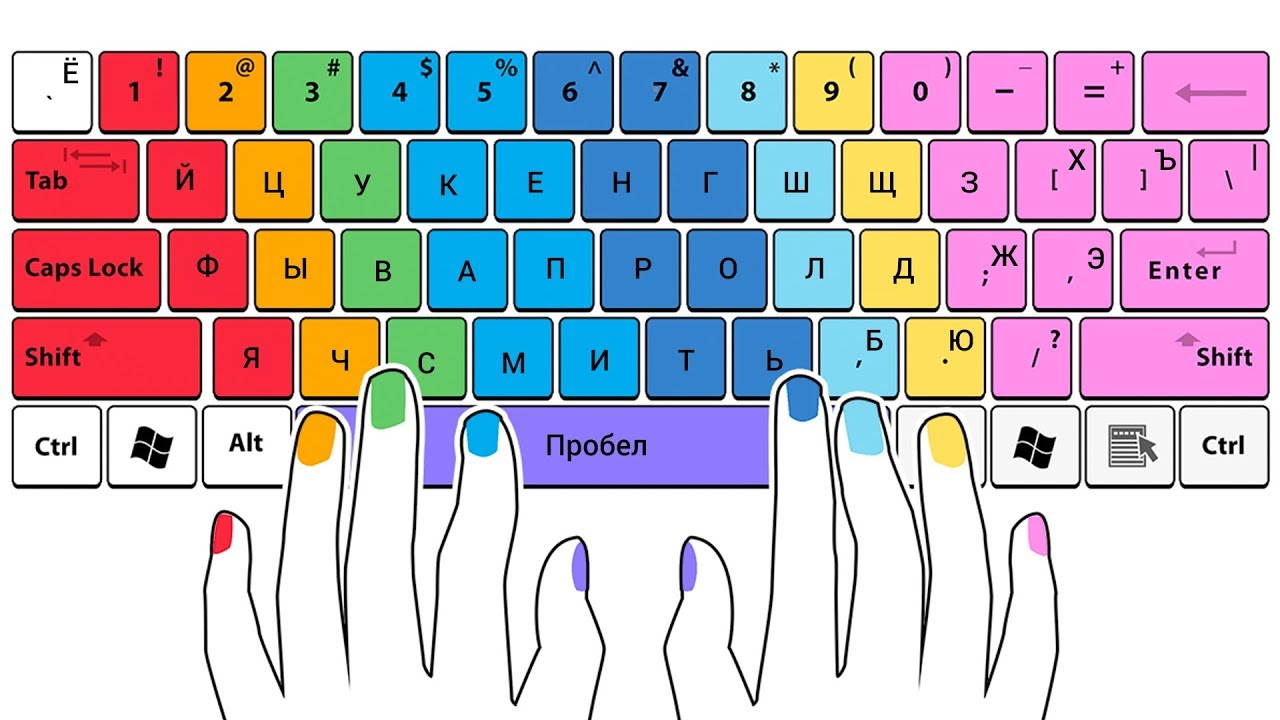 Ё ` ! 1 @ 2 # 3 $ 4 % 5 ^ 6 & 7 * 8 ( 9 ) 0 _ - + =
Tab Й Ц У К Е Н Г Ш Щ З [ Х ] Ъ \ |
Caps Lock Ф Ы В А П Р О Л Д ; Ж , Э Enter
Shift Я Ч С М И Т Ь , Б . Ю / ? Shift
Ctrl Alt Пробел Ctrl